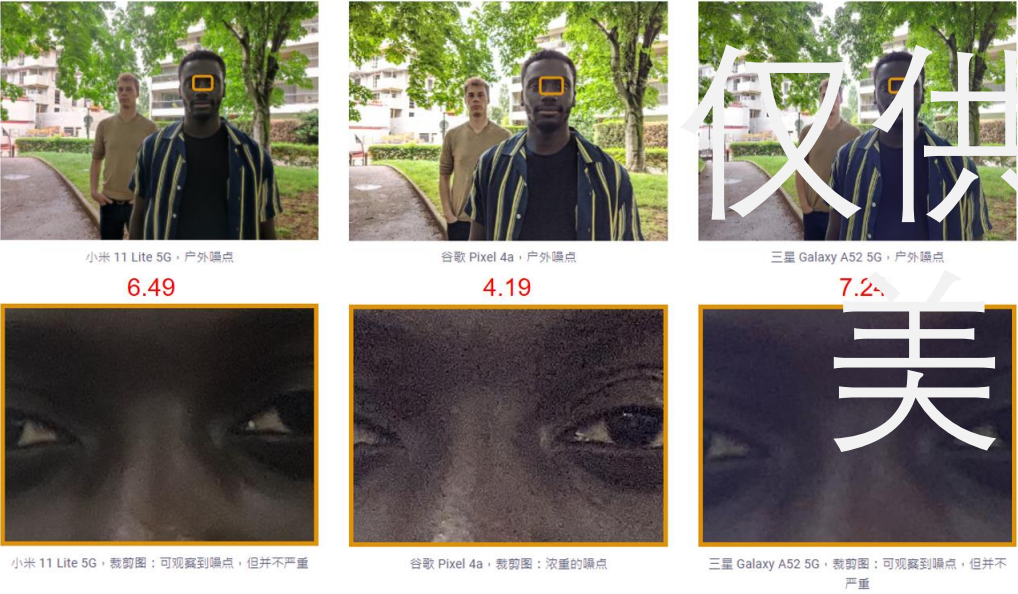 仅供
小米 11 Lite 5G，户外噪点
谷歌 Pixel 4a，户外噪点
三星 Galaxy A52 5G，户外噪点
6.49
4.19
7.24
美
小米 11 Lite 5G，裁剪图：可观察到噪点，但并不严重
谷歌 Pixel 4a，裁剪图：浓重的噪点
三星 Galaxy A52 5G，裁剪图：可观察到噪点，但并不
严重